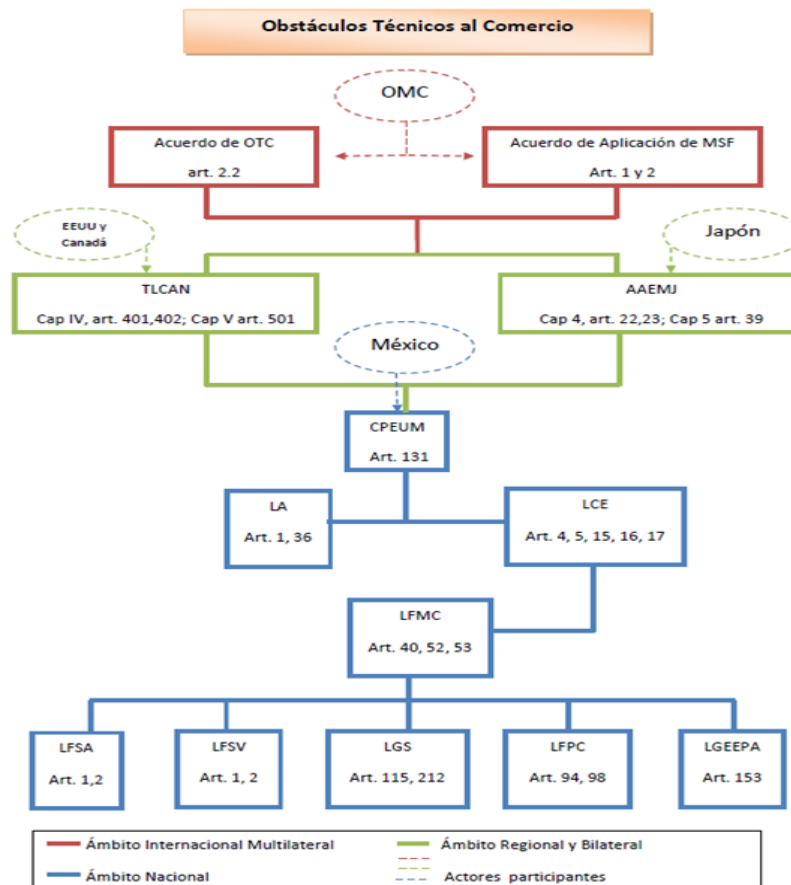 Obstáculos Técnicos al Comercio
OMC
Acuerdo de OTC
art. 2.2
Acuerdo de Aplicación de MSF
Art. 1 y 2
EEUU y
Canadá
Japón
TLCAN
Cap IV, art. 401,402; Cap V art. 501
AAEMJ
Cap 4, art. 22,23; Cap 5 art. 39
México
CPEUM
Art. 131
LA
Art. 1, 36
LCE
Art. 4, 5, 15, 16, 17
LFMC
Art. 40, 52, 53
LFSA
Art. 1,2
LFSV
Art. 1, 2
LGS
Art. 115, 212
LFPC
Art. 94, 98
LGEEPA
Art. 153
Ámbito Internacional Multilateral
Ámbito Regional y Bilateral
Ámbito Nacional
Actores participantes